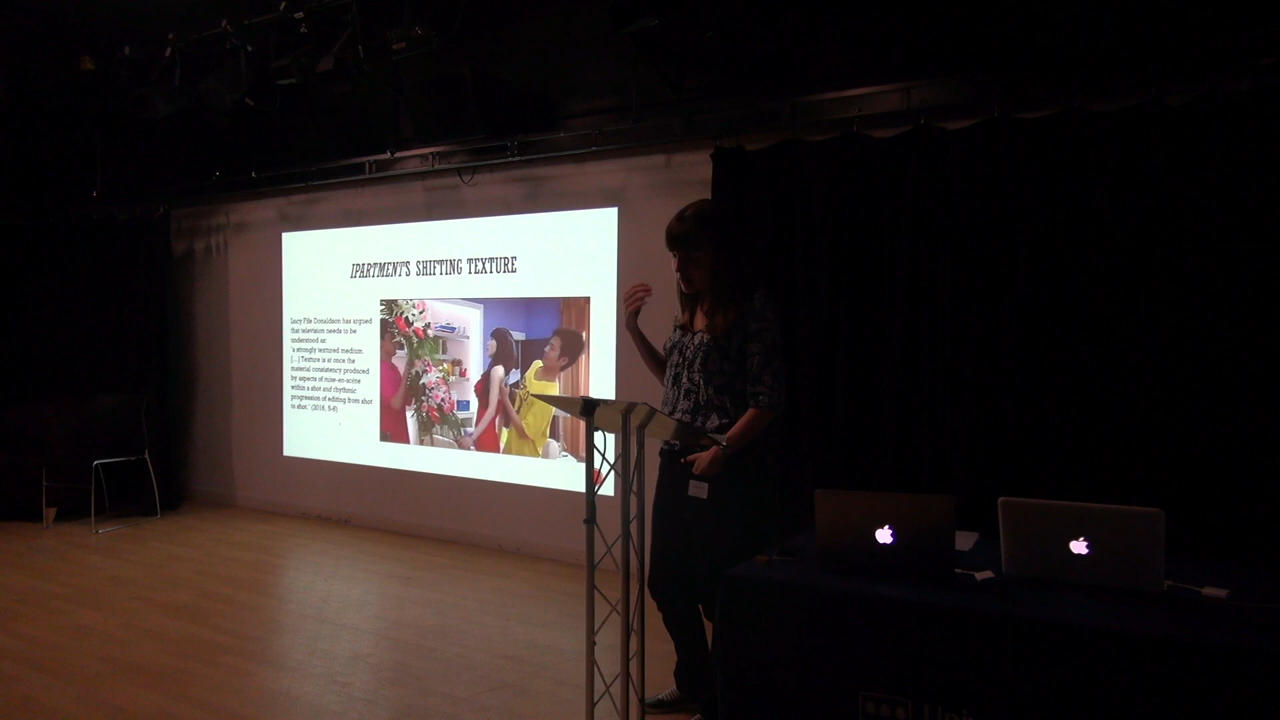 IPARTMENT'S SHIFTING TEXTURE
Lucy Fife Donaldson has argued
that television needs to be
understood as:
'a strongly textured medium.
[...] Texture is at once the
material consistency produced
by aspects of mise-en-scène
within a shot and rhythmic
progression of editing from shot
to shot.' (2016, 5-6)